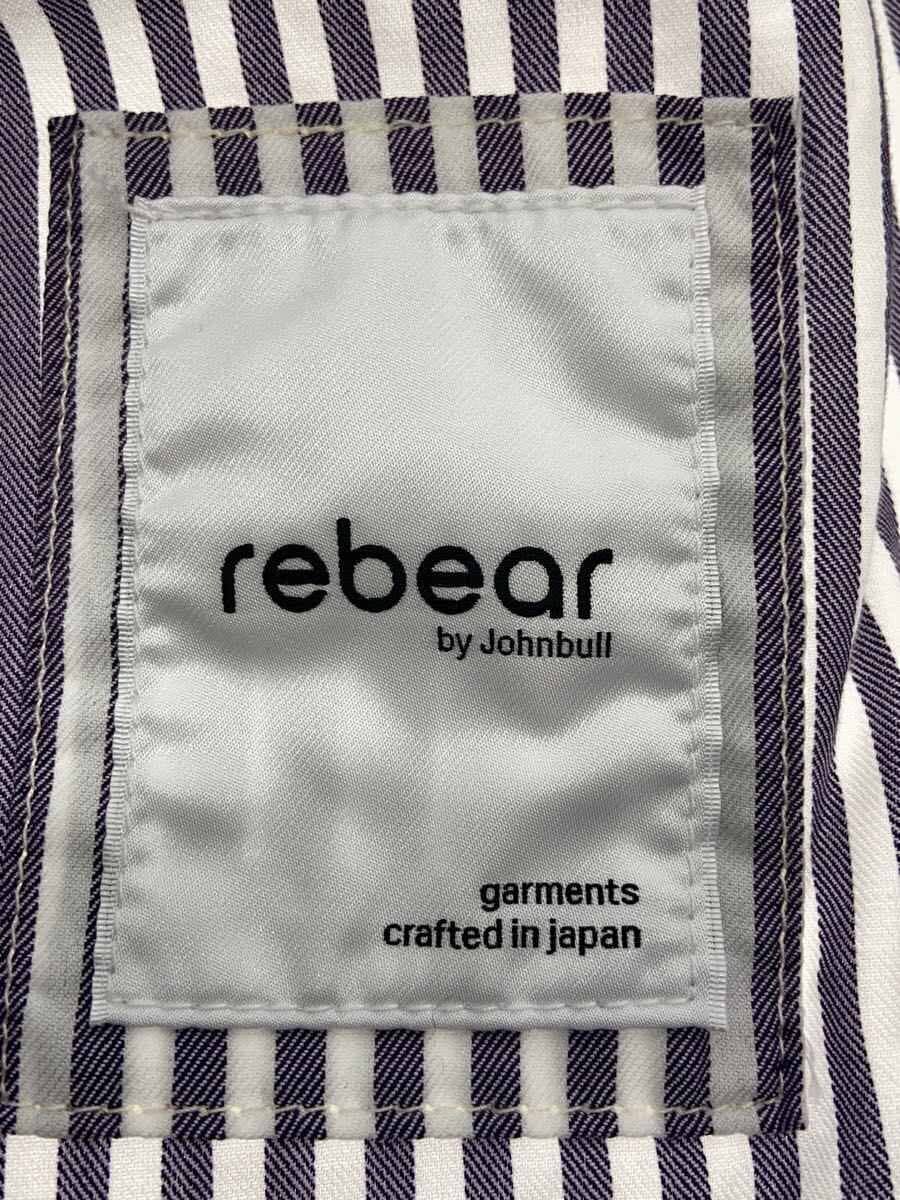 rebear
by Johnbull
garments
crafted in japan